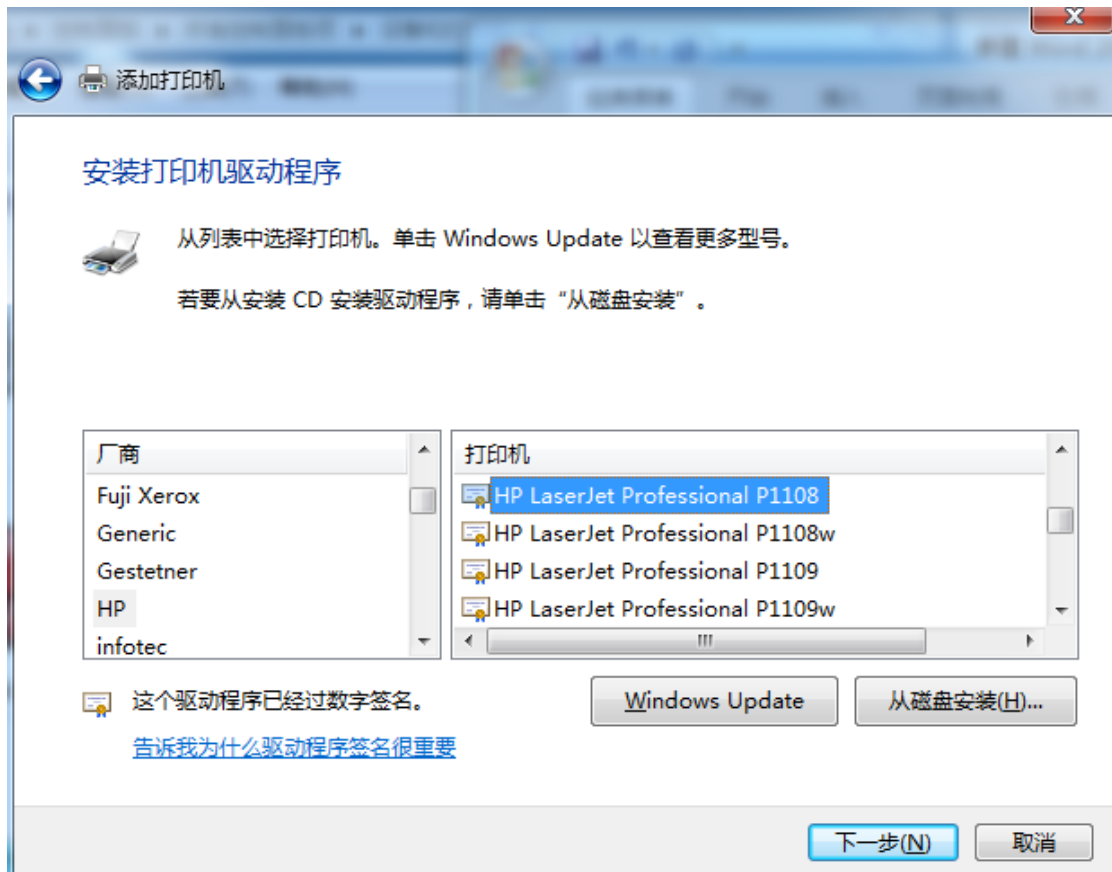 添加打印机
安装打印机驱动程序
从列表中选择打印机。单击 Windows Update 以查看更多型号。
若要从安装 CD 安装驱动程序，请单击“从磁盘安装”。
厂商
Fuji Xerox
Generic
Gestetner
HP
infotec
打印机
HP LaserJet Professional P1108
HP LaserJet Professional P1108w
HP LaserJet Professional P1109
HP LaserJet Professional P1109w
这个驱动程序已经过数字签名。
告诉我为什么驱动程序签名很重要
Windows Update
从磁盘安装(H)...
下一步(N)
取消